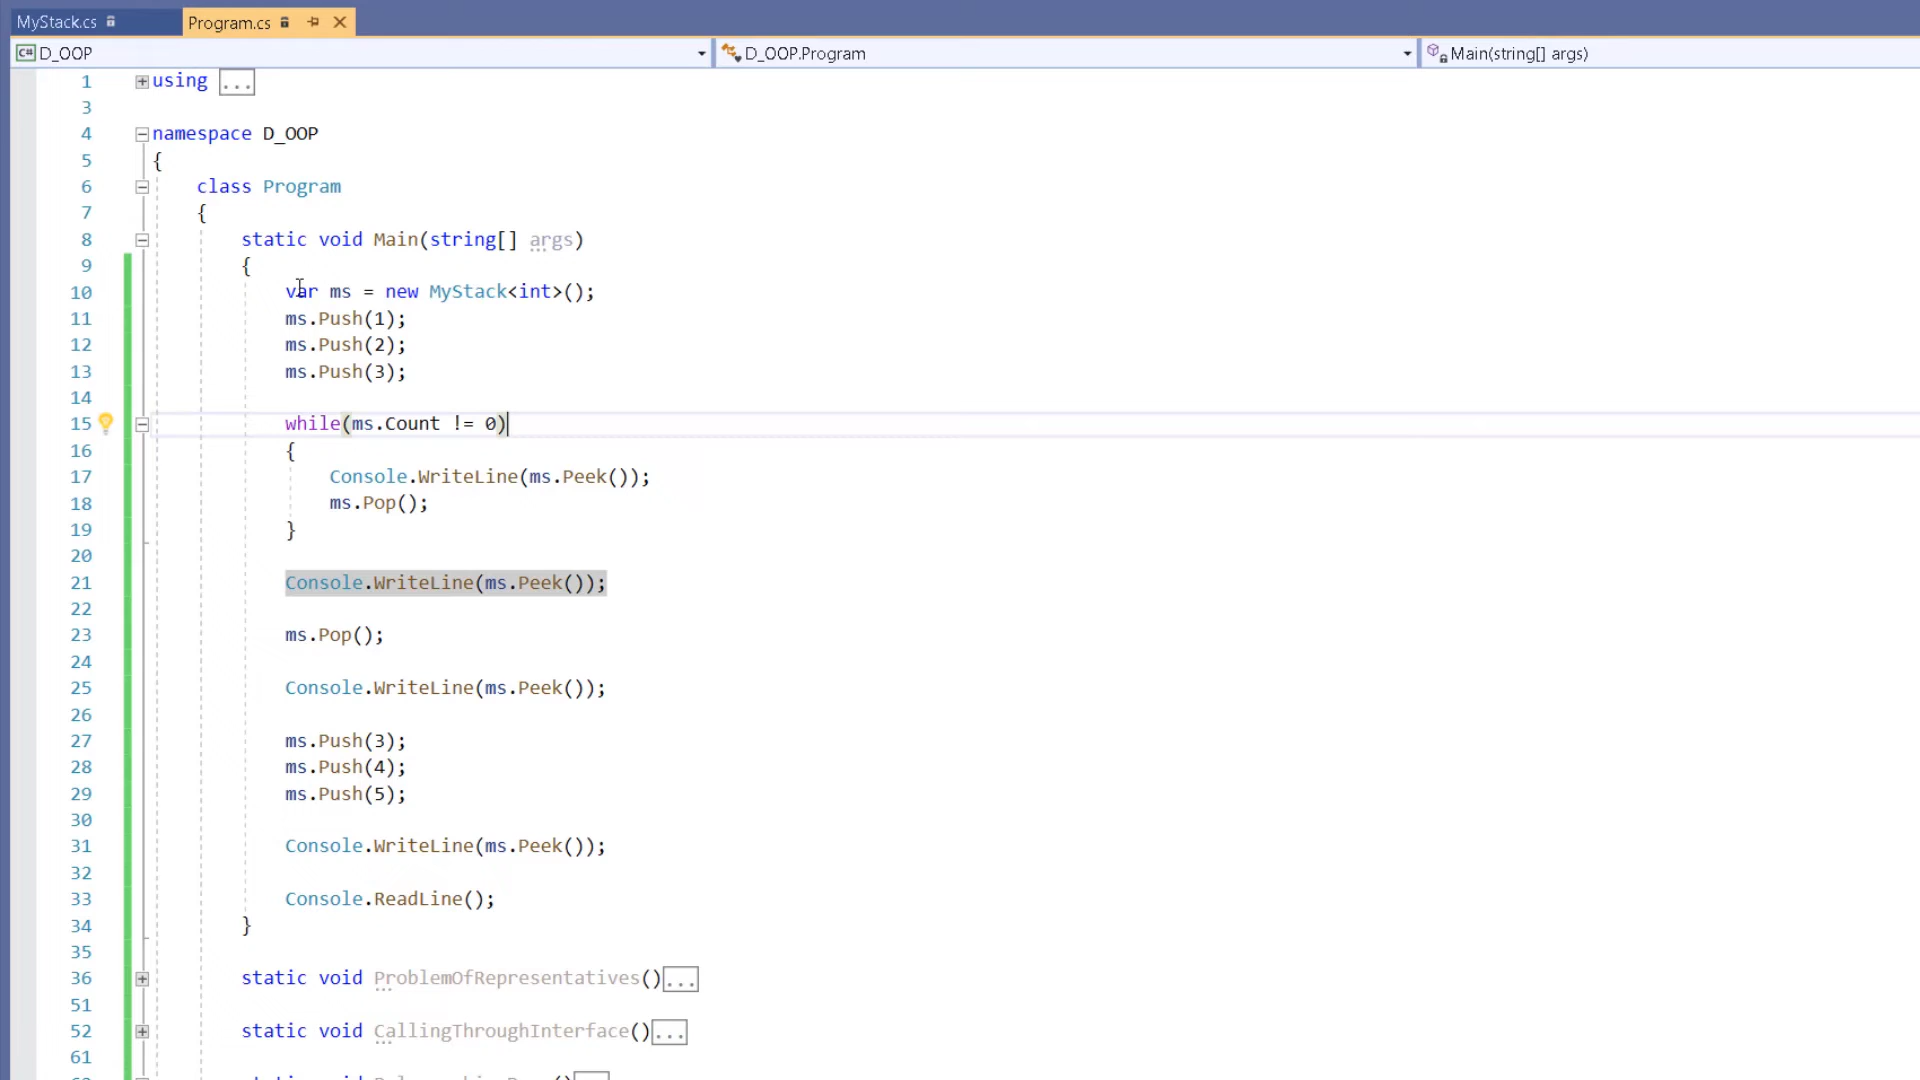 MyStack.cs Program.cs
D_OOP D_OOP.Program Main(string[] args)
1 using ...
3
4 namespace D_OOP
5 {
6 class Program
7 {
8 static void Main(string[] args)
9 {
10 var ms = new MyStack<int>();
11 ms.Push(1);
12 ms.Push(2);
13 ms.Push(3);
14
15 while(ms.Count != 0)
16 {
17 Console.WriteLine(ms.Peek());
18 ms.Pop();
19 }
20
21 Console.WriteLine(ms.Peek());
22
23 ms.Pop();
24
25 Console.WriteLine(ms.Peek());
26
27 ms.Push(3);
28 ms.Push(4);
29 ms.Push(5);
30
31 Console.WriteLine(ms.Peek());
32
33 Console.ReadLine();
34 }
35
36 static void ProblemOfRepresentatives()...
51
52 static void CallingThroughInterface()...
61